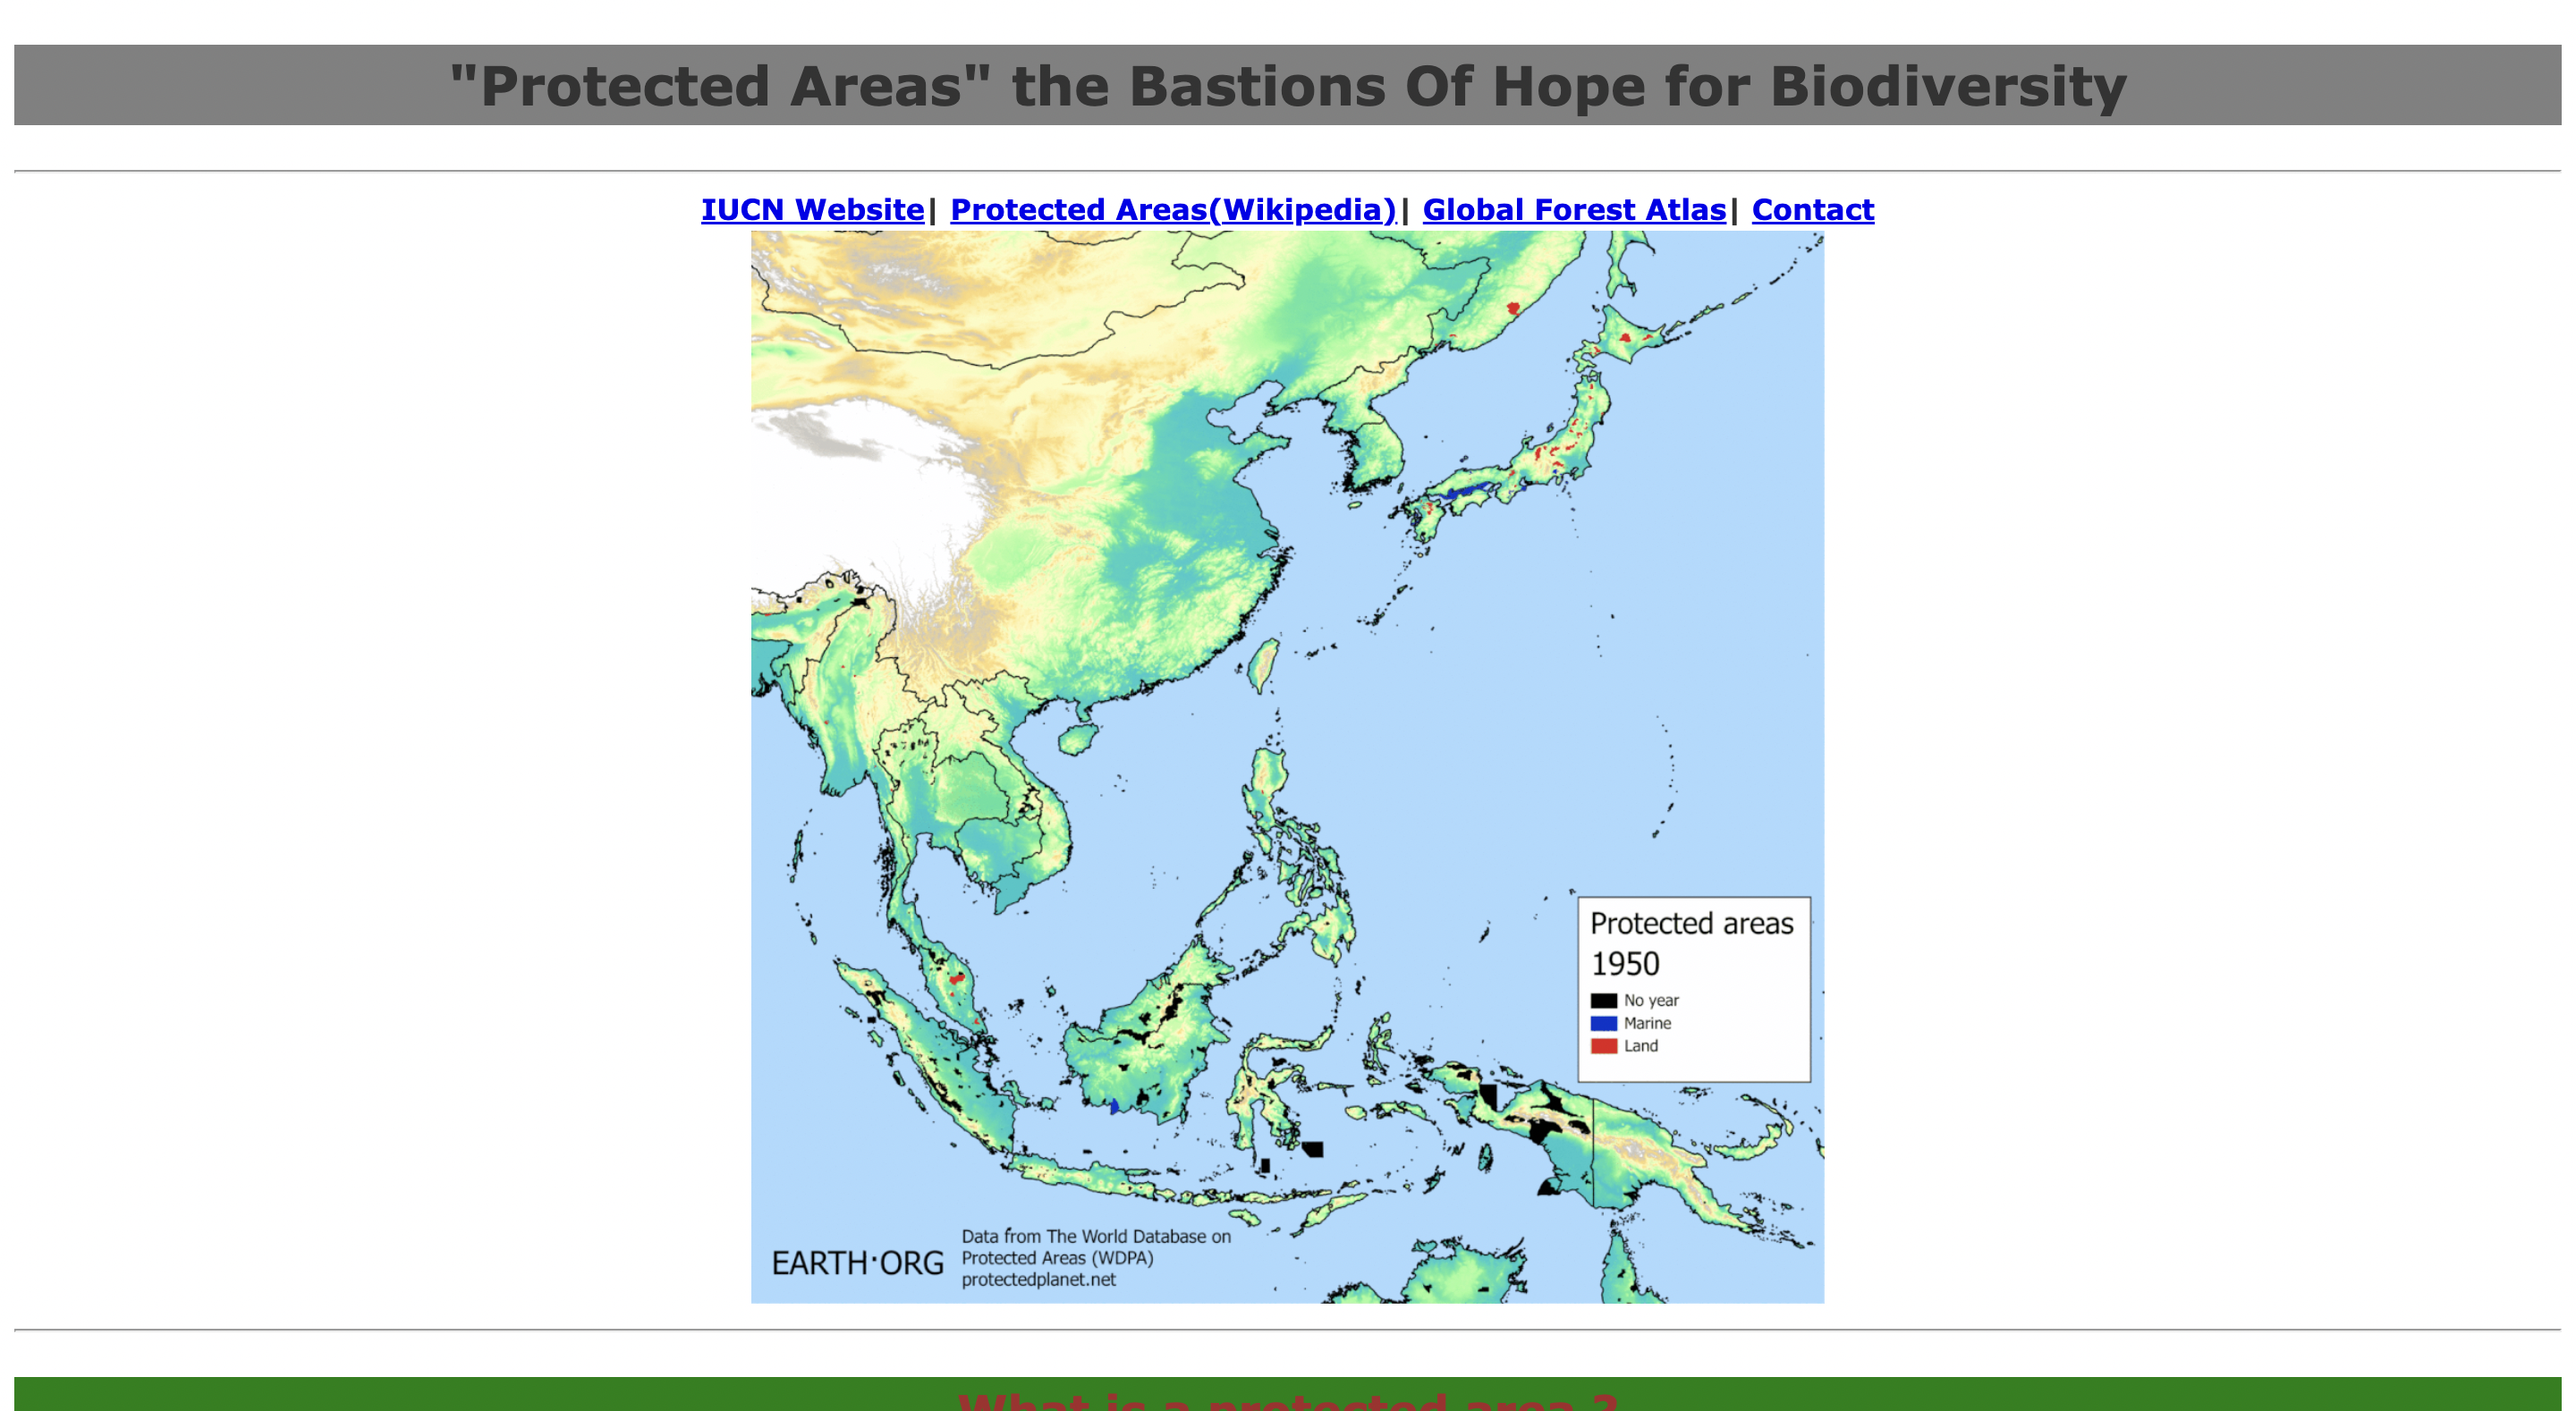 "Protected Areas" the Bastions Of Hope for Biodiversity
IUCN Website| Protected Areas(Wikipedia)| Global Forest Atlas| Contact
Protected areas
1950
No year
Marine
Land
EARTH·ORG
Data from The World Database on
Protected Areas (WDPA)
protectedplanet.net
What is a protected area ?